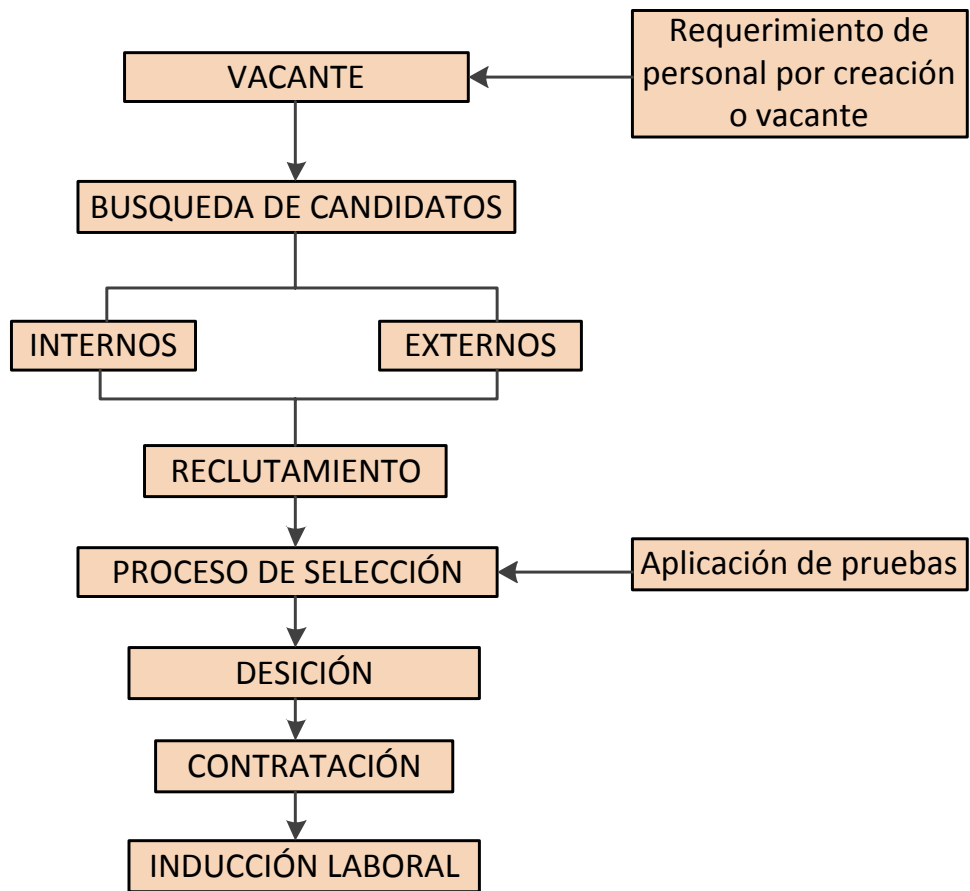 VACANTE
Requerimiento de
personal por creación
o vacante
BUSQUEDA DE CANDIDATOS
INTERNOS
EXTERNOS
RECLUTAMIENTO
PROCESO DE SELECCIÓN
Aplicación de pruebas
DESICIÓN
CONTRATACIÓN
INDUCCIÓN LABORAL